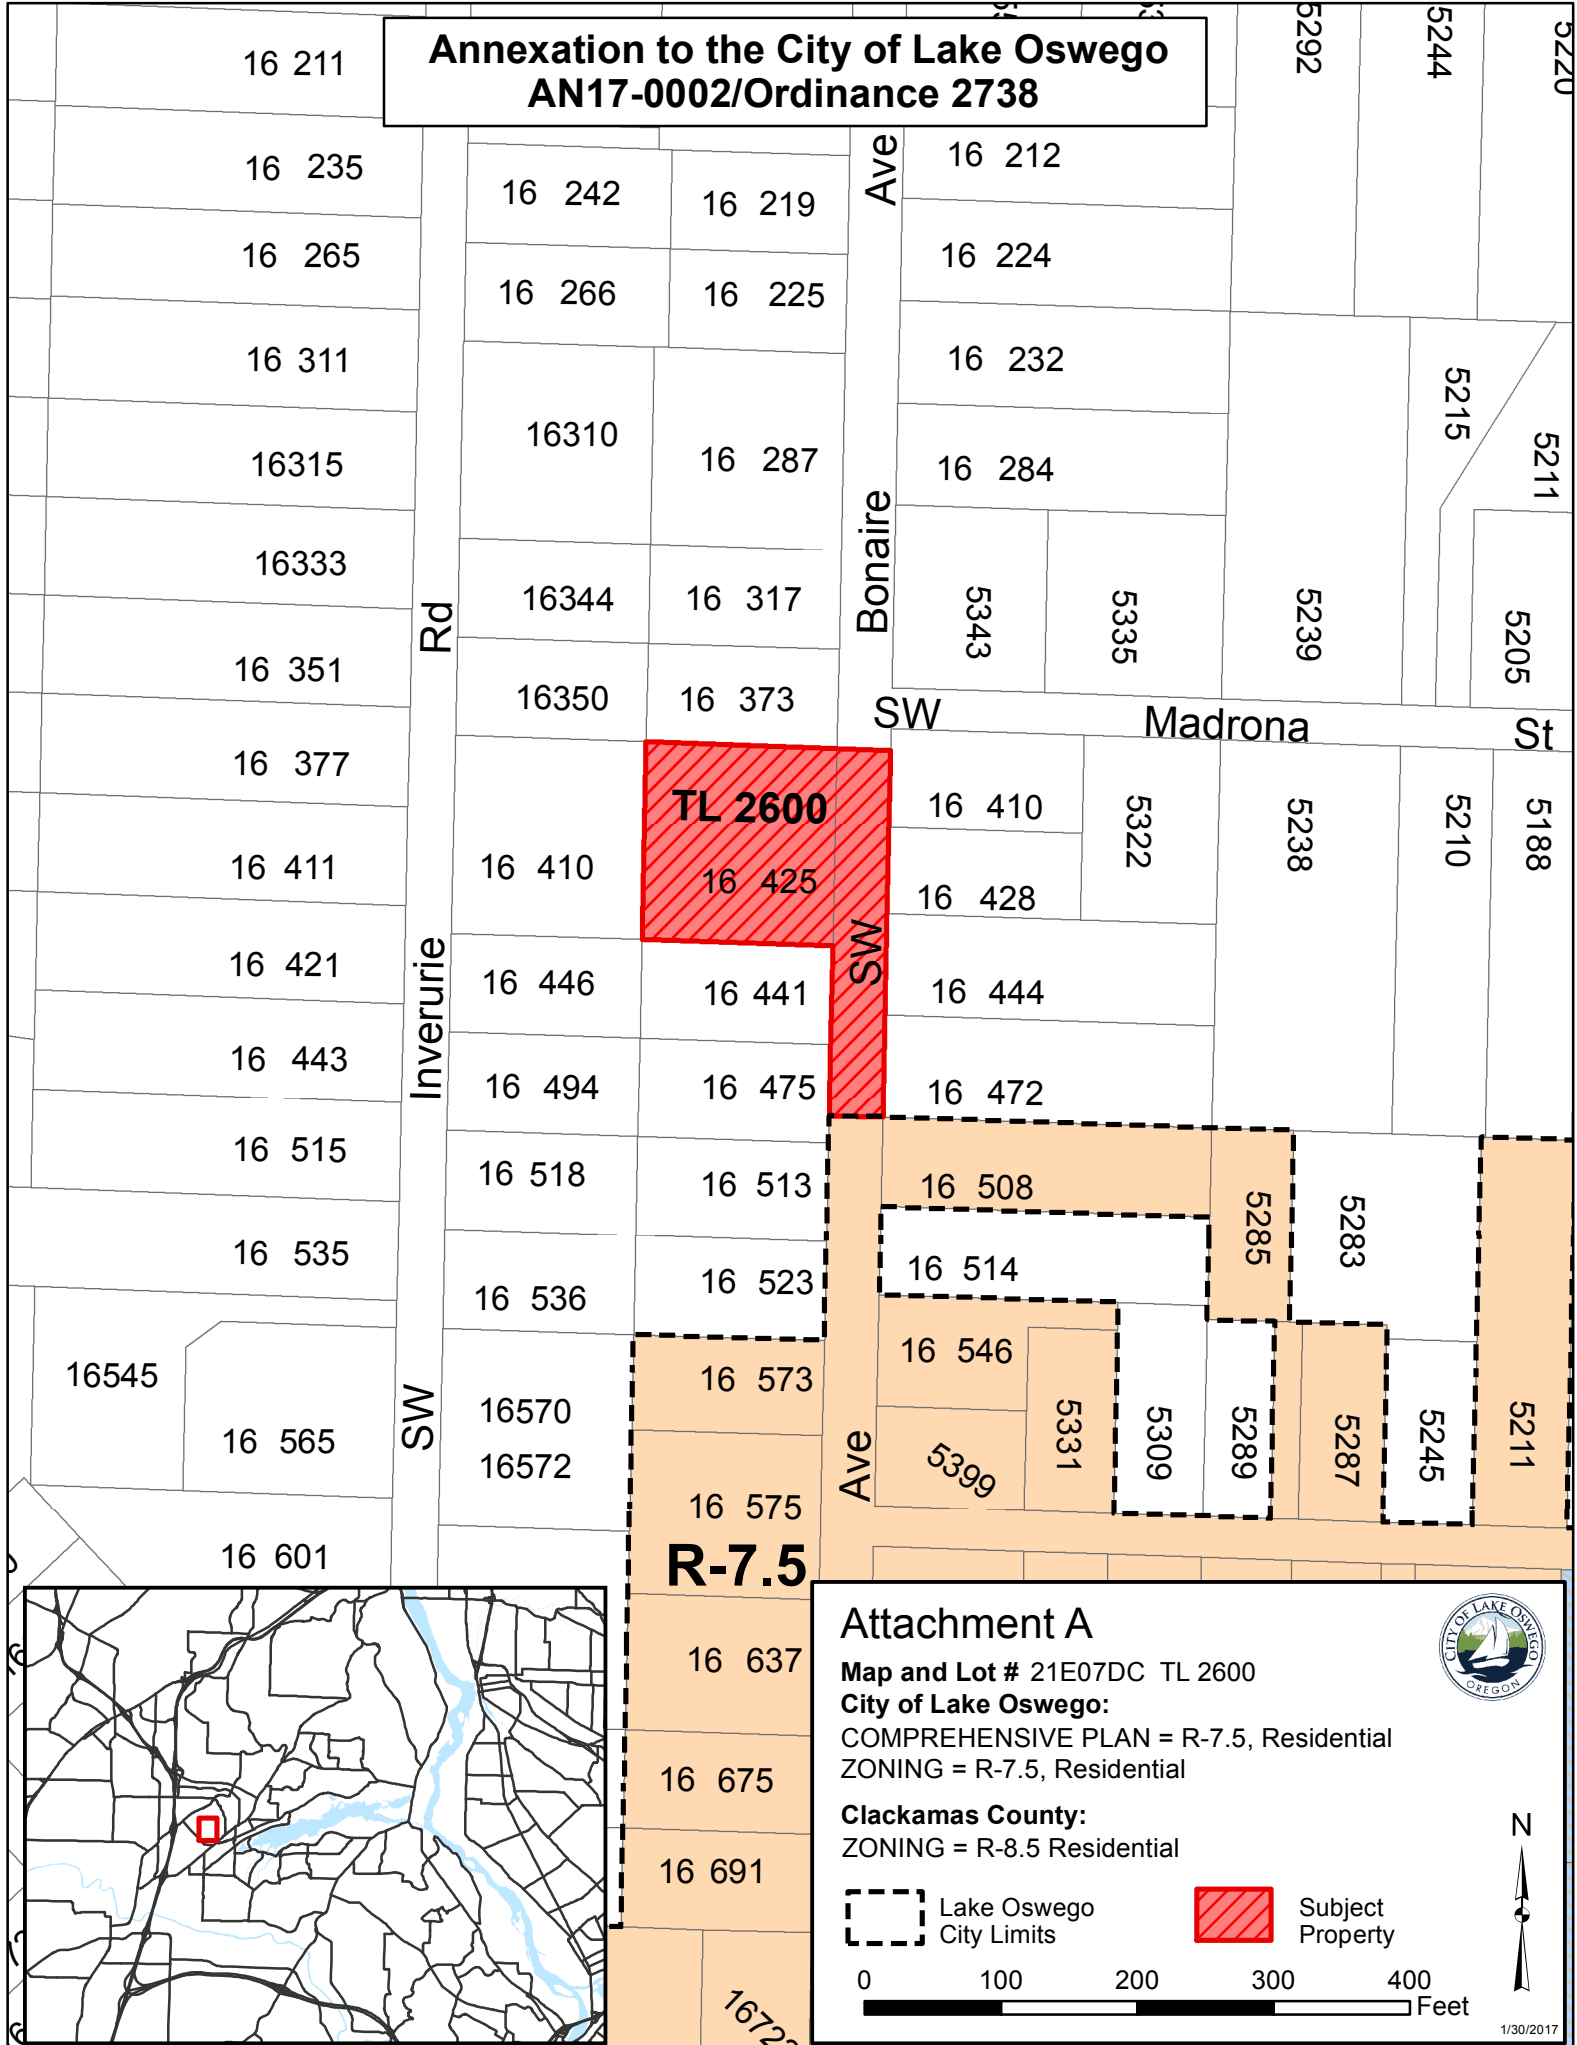 Annexation to the City of Lake Oswego
AN17-0002/Ordinance 2738
16 211
5292
5244
5220
16 235
16 242
16 219
Ave
16 212
16 265
16 266
16 225
16 224
16 311
16310
16 287
16 232
5215
5211
16315
16 284
16333
16344
16 317
Bonaire
5343
5335
5239
5205
Rd
16 351
16350
16 373
SW Madrona St
16 377
TL 2600
16 410
5322
5238
5210
5188
16 411
16 410
16 425
16 428
16 421
Inverurie
16 446
16 441
SW
16 444
16 443
16 494
16 475
16 472
16 515
16 518
16 513
16 508
5285
5283
16 535
16 536
16 523
16 514
16545
16 565
SW
16570
16572
16 573
16 546
5331
5309
5289
5287
5245
5211
Ave
5399
16 575
16 601
R-7.5
16 637
16 675
16 691
Attachment A
Map and Lot # 21E07DC TL 2600
City of Lake Oswego:
COMPREHENSIVE PLAN = R-7.5, Residential
ZONING = R-7.5, Residential
Clackamas County:
ZONING = R-8.5 Residential
CITY OF LAKE OSWEGO
OREGON
N
Lake Oswego
City Limits
Subject
Property
0 100 200 300 400
Feet
1/30/2017